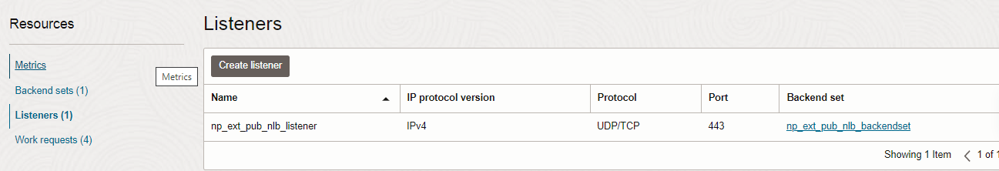 Resources
Metrics
Metrics
Backend sets (1)
Listeners (1)
Work requests (4)
Listeners
Create listener
Name IP protocol version Protocol Port Backend set
np_ext_pub_nlb_listener IPv4 UDP/TCP 443 np_ext_pub_nlb_backendset
Showing 1 Item 1 of 1